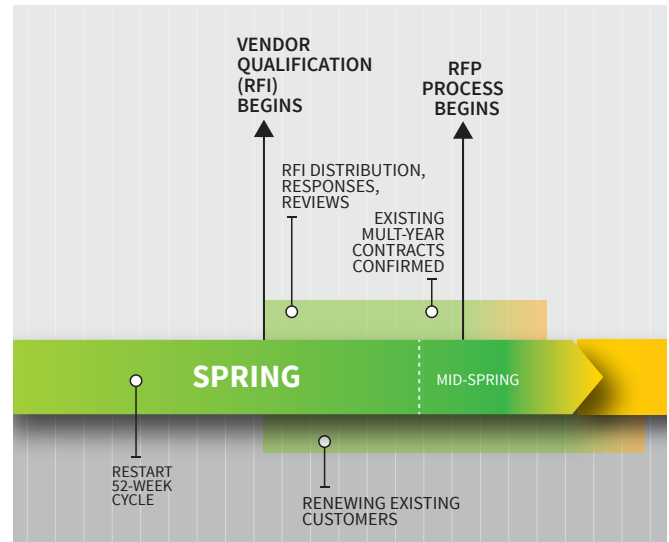 VENDOR
QUALIFICATION
(RFI)
BEGINS
RFP
PROCESS
BEGINS
RFI DISTRIBUTION,
RESPONSES,
REVIEWS
EXISTING
MULT-YEAR
CONTRACTS
CONFIRMED
SPRING
MID-SPRING
RESTART
52-WEEK
CYCLE
RENEWING EXISTING
CUSTOMERS